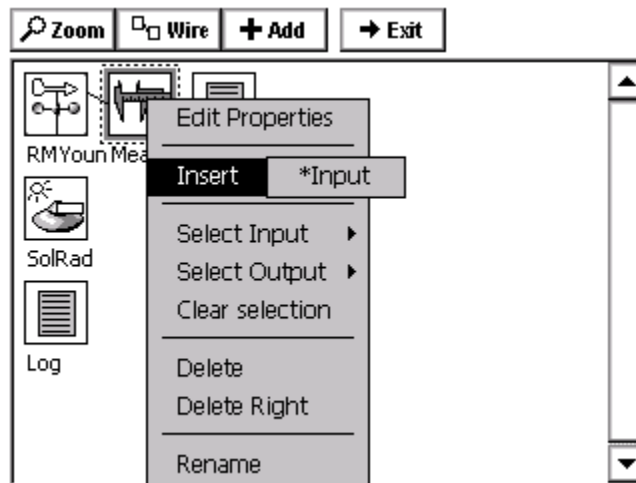 Zoom Wire Add Exit
RMYoun Mea
Edit Properties
Insert *Input
Select Input
SolRad
Select Output
Clear selection
Log
Delete
Delete Right
Rename